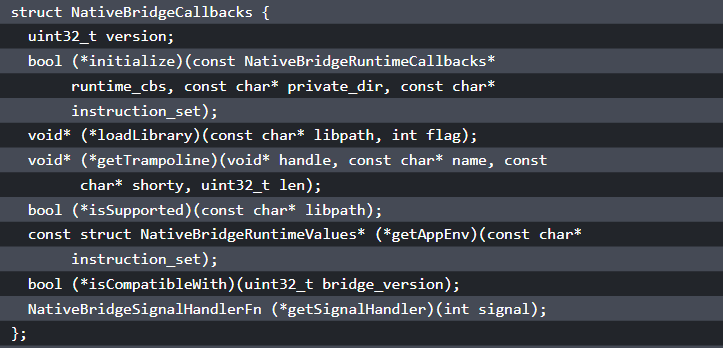 struct NativeBridgeCallbacks {
  uint32_t version;
  bool (*initialize)(const NativeBridgeRuntimeCallbacks*
       runtime_cbs, const char* private_dir, const char*
       instruction_set);
  void* (*loadLibrary)(const char* libpath, int flag);
  void* (*getTrampoline)(void* handle, const char* name, const
        char* shorty, uint32_t len);
  bool (*isSupported)(const char* libpath);
  const struct NativeBridgeRuntimeValues* (*getAppEnv)(const char*
       instruction_set);
  bool (*isCompatibleWith)(uint32_t bridge_version);
  NativeBridgeSignalHandlerFn (*getSignalHandler)(int signal);
};